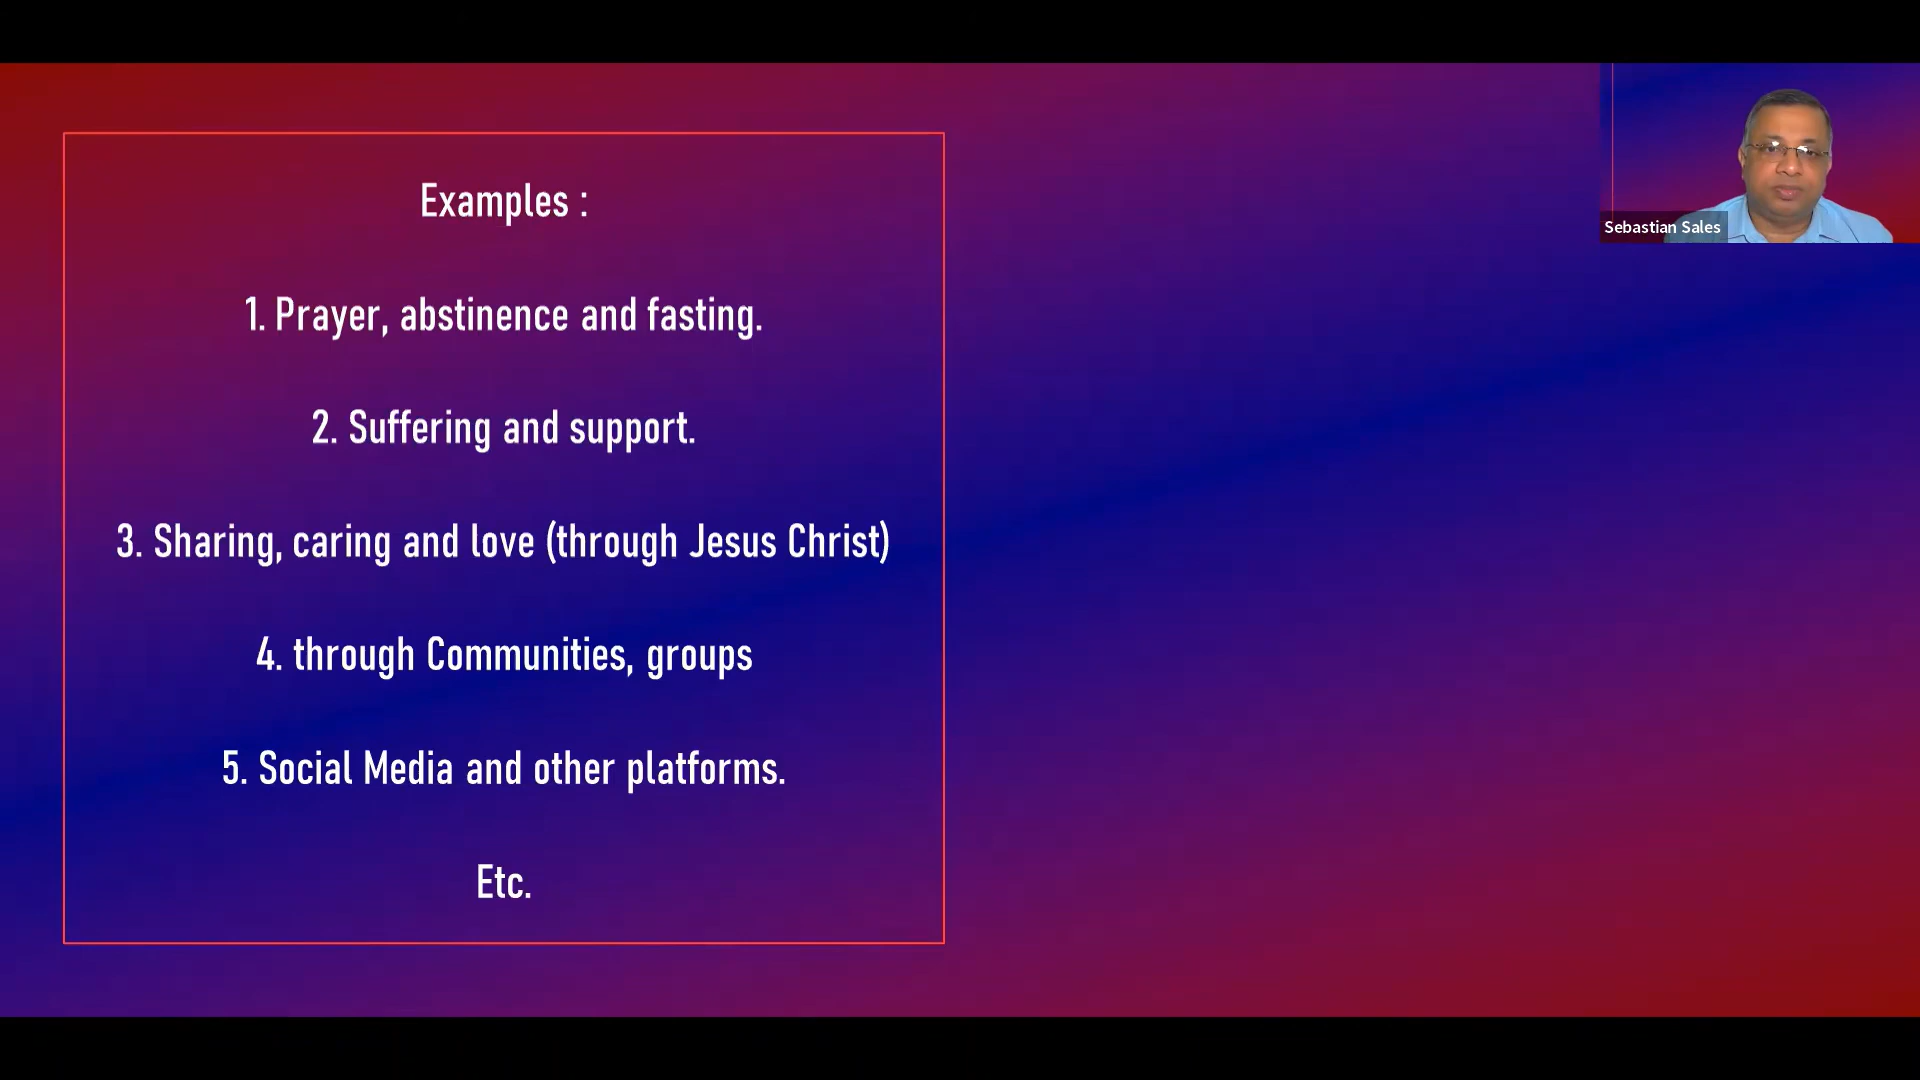 Examples :
1. Prayer, abstinence and fasting.
2. Suffering and support.
3. Sharing, caring and love (through Jesus Christ)
4. through Communities, groups
5. Social Media and other platforms.
Etc.
Sebastian Sales